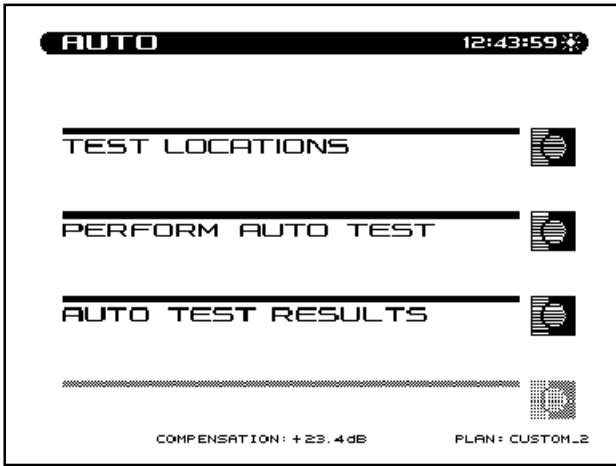 AUTO 12:43:59
TEST LOCATIONS
PERFORM AUTO TEST
AUTO TEST RESULTS
COMPENSATION: +23.4dB PLAN: CUSTOM_2